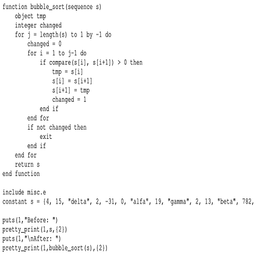 function bubble_sort(sequence s)
object tmp
integer changed
for j = length(s) to 1 by -1 do
changed = 0
for i = 1 to j-1 do
if compare(s[i], s[i+1]) > 0 then
tmp = s[i]
s[i] = s[i+1]
s[i+1] = tmp
changed = 1
end if
end for
if not changed then
exit
end if
end for
return s
end function
include misc.e
constant s = {4, 15, "delta", 2, -31, 0, "alfa", 19, "gamma", 2, 13, "beta", 782,
puts(1,"Before: ")
pretty_print(1,s,{2})
puts(1,"\nAfter: ")
pretty_print(1,bubble_sort(s),{2})